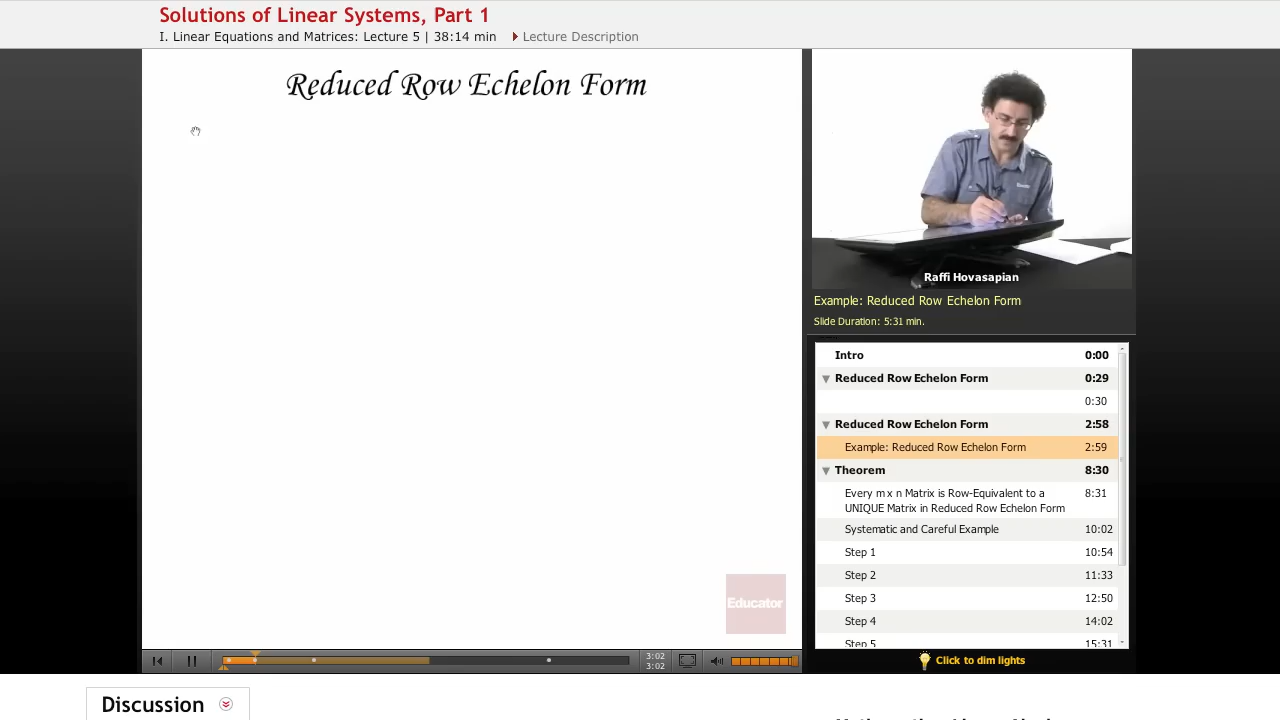 Solutions of Linear Systems, Part 1
I. Linear Equations and Matrices: Lecture 5 | 38:14 min Lecture Description
Reduced Row Echelon Form
Educator
3:02
3:02
Raffi Hovasapian
Example: Reduced Row Echelon Form
Slide Duration: 5:31 min.
Intro 0:00
Reduced Row Echelon Form 0:29
0:30
Reduced Row Echelon Form 2:58
Example: Reduced Row Echelon Form 2:59
Theorem 8:30
Every m x n Matrix is Row-Equivalent to a 8:31
UNIQUE Matrix in Reduced Row Echelon Form
Systematic and Careful Example 10:02
Step 1 10:54
Step 2 11:33
Step 3 12:50
Step 4 14:02
Step 5 15:31
Click to dim lights
Discussion